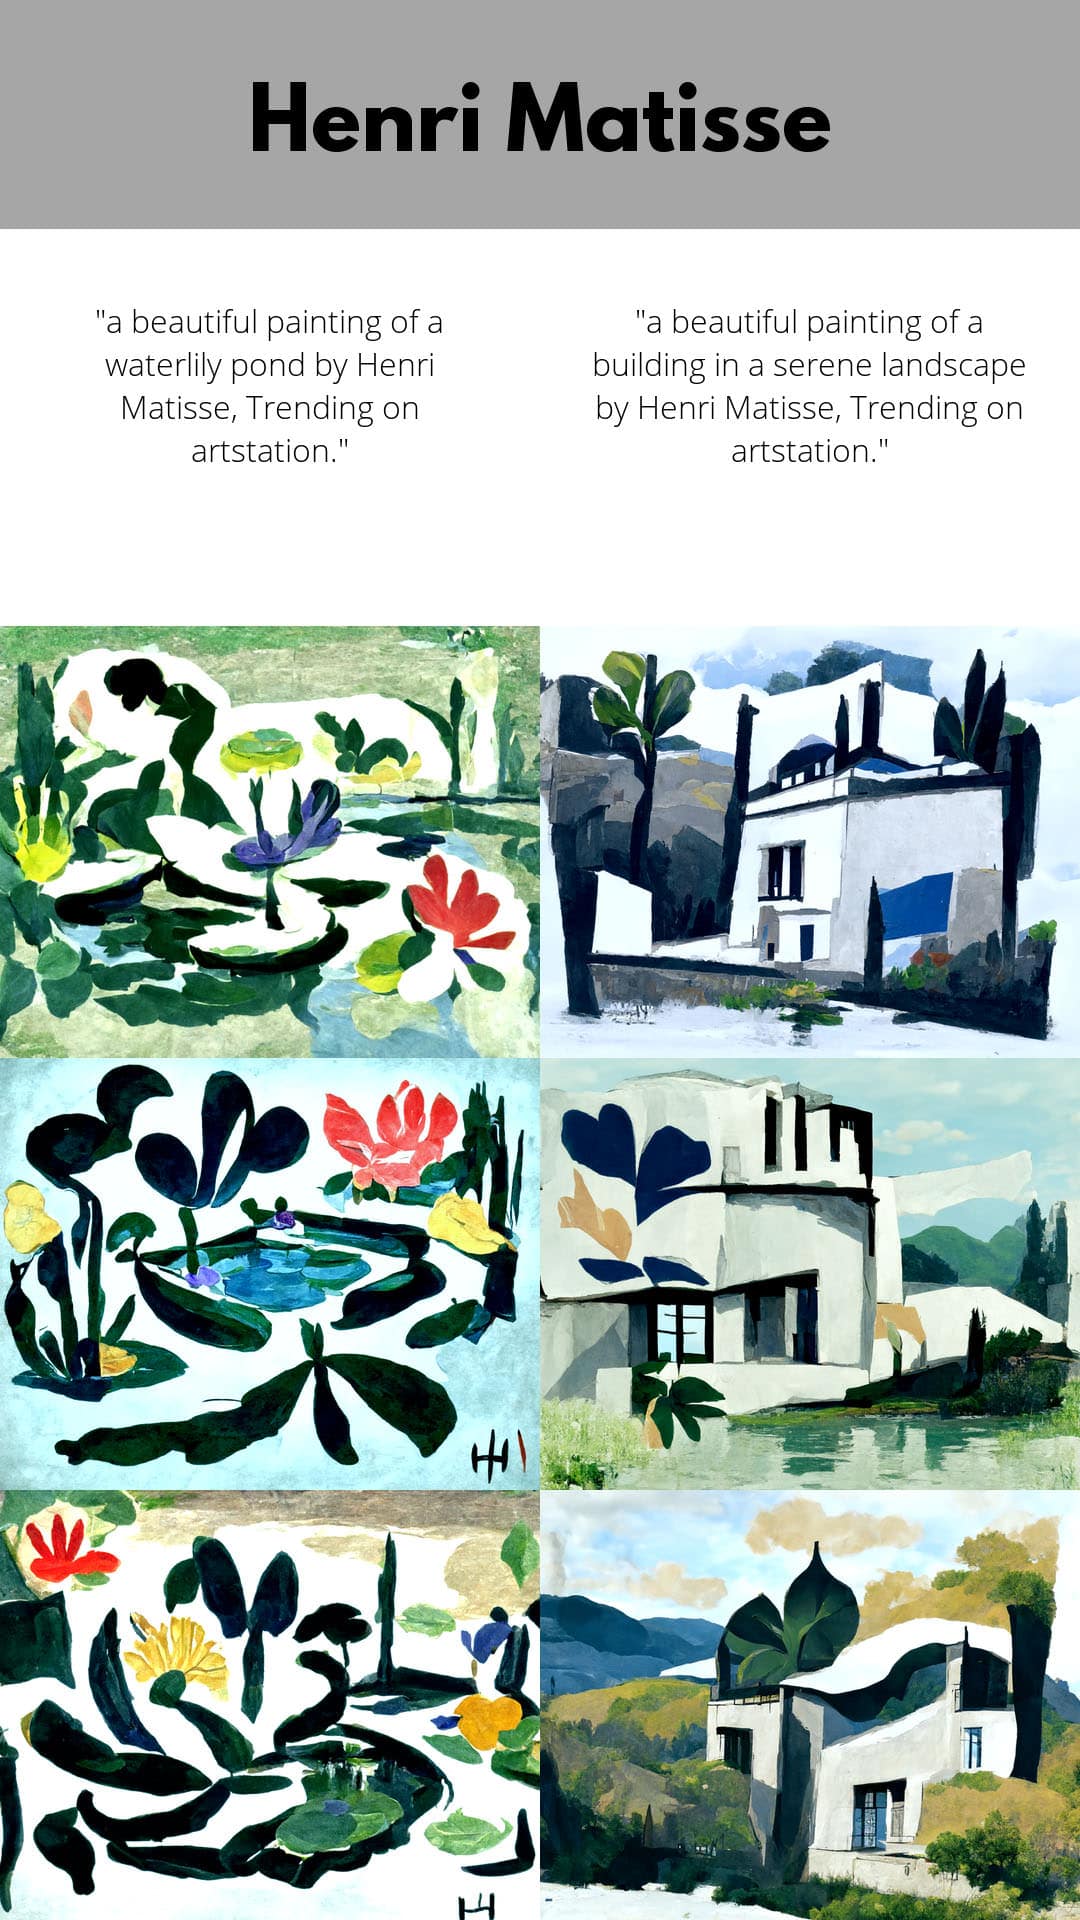 Henri Matisse
"a beautiful painting of a
waterlily pond by Henri
Matisse, Trending on
artstation."
"a beautiful painting of a
building in a serene landscape
by Henri Matisse, Trending on
artstation."